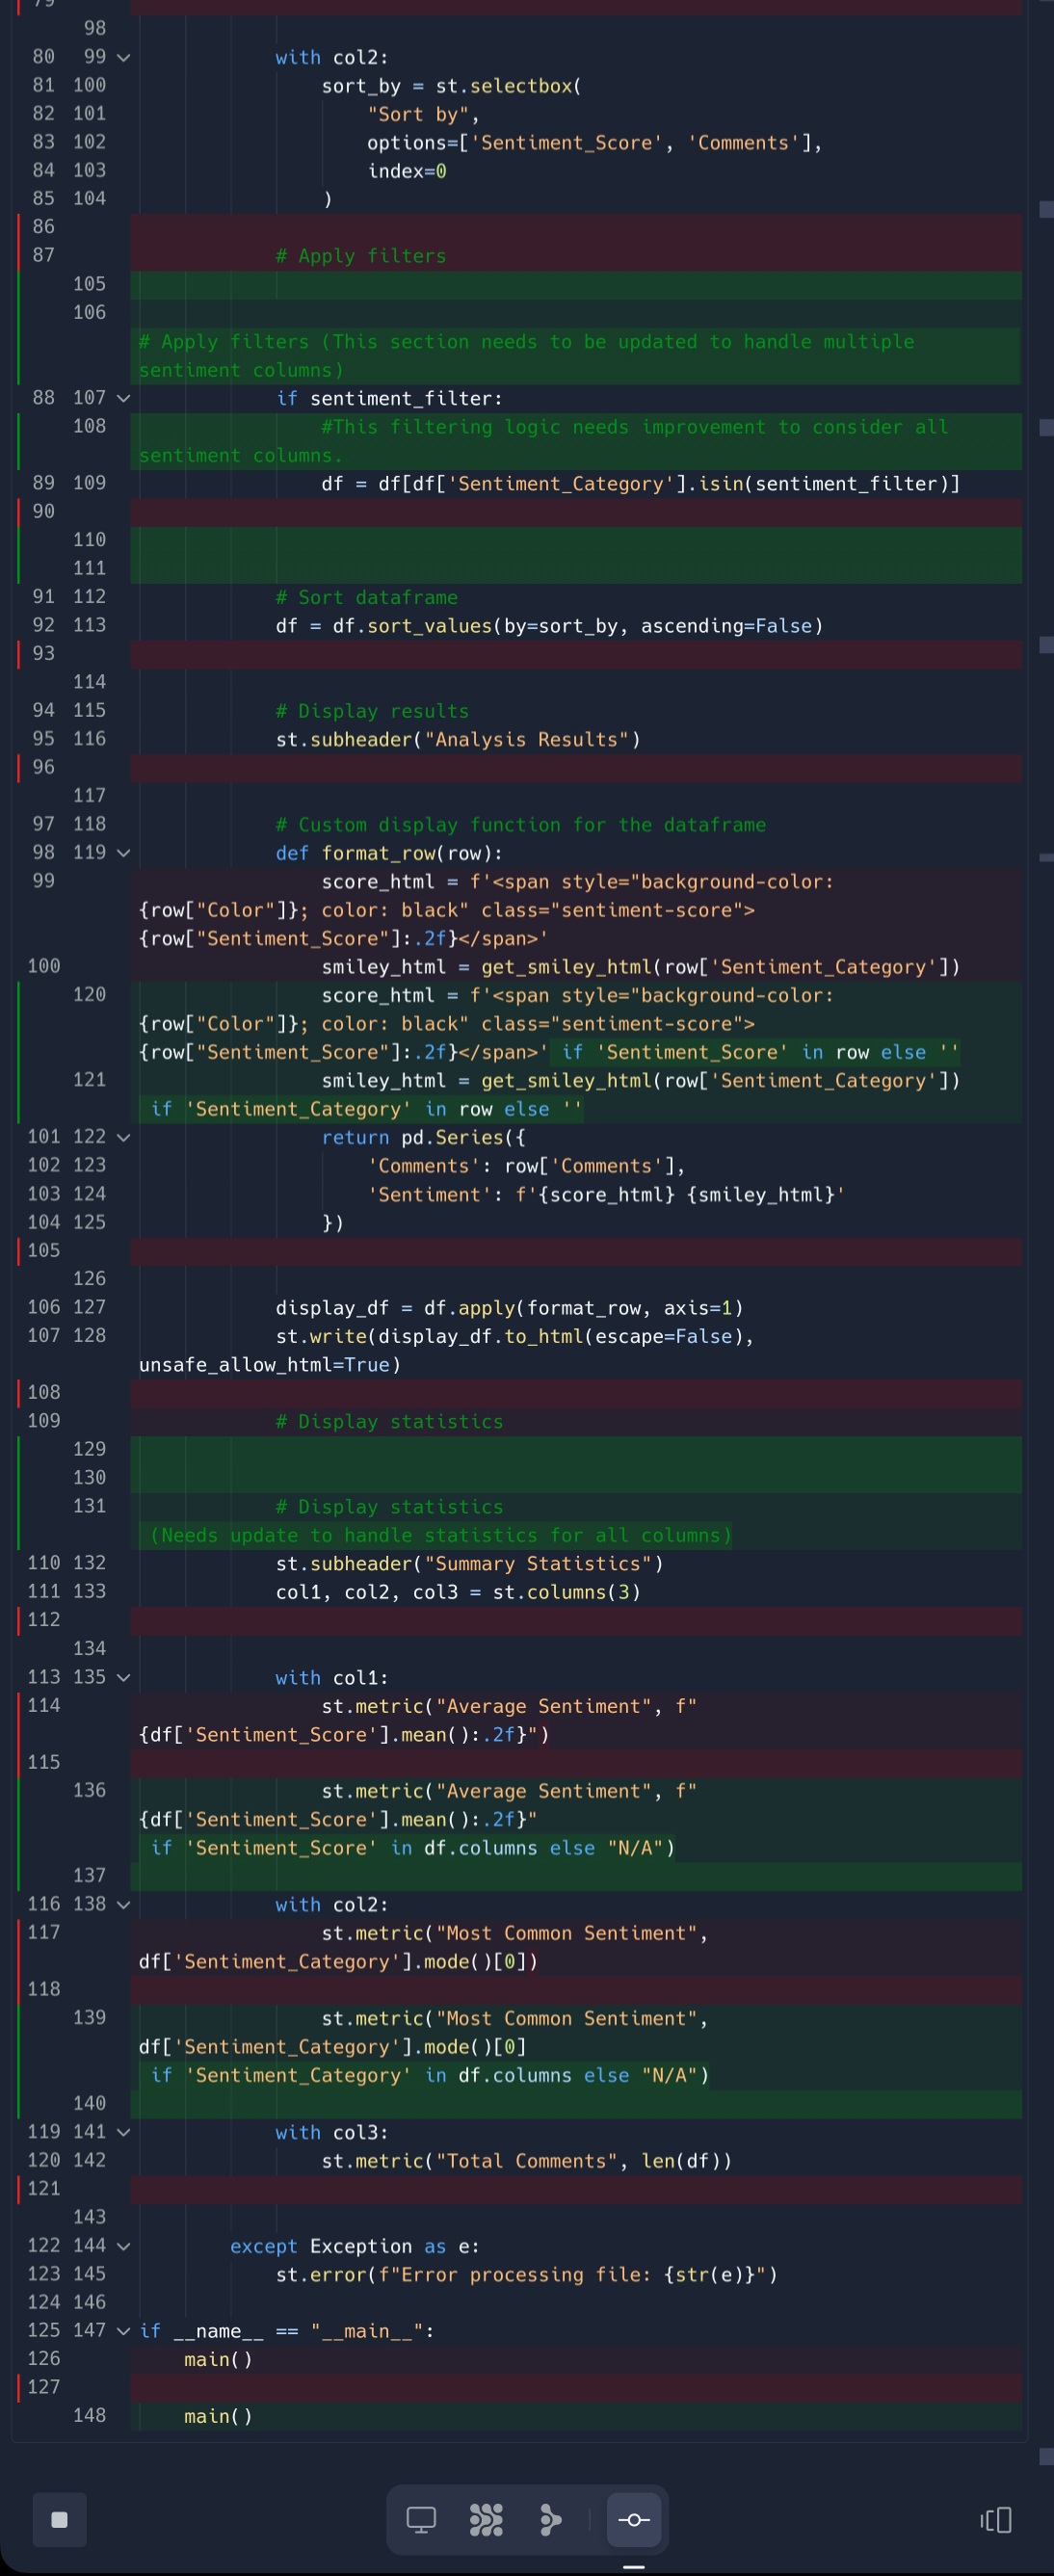 79
98
80 99 with col2:
81 100 sort_by = st.selectbox(
82 101 "Sort by",
83 102 options=['Sentiment_Score', 'Comments'],
84 103 index=0
85 104 )
86
87 # Apply filters
105
106
# Apply filters (This section needs to be updated to handle multiple
sentiment columns)
88 107 if sentiment_filter:
108 #This filtering logic needs improvement to consider all
sentiment columns.
89 109 df = df[df['Sentiment_Category'].isin(sentiment_filter)]
90
110
111
91 112 # Sort dataframe
92 113 df = df.sort_values(by=sort_by, ascending=False)
93
114
94 115 # Display results
95 116 st.subheader("Analysis Results")
96
117
97 118 # Custom display function for the dataframe
98 119 def format_row(row):
99 score_html = f'<span style="background-color:
{row["Color"]}; color: black" class="sentiment-score">
{row["Sentiment_Score"]:.2f}</span>'
100 smiley_html = get_smiley_html(row['Sentiment_Category'])
120 score_html = f'<span style="background-color:
{row["Color"]}; color: black" class="sentiment-score">
{row["Sentiment_Score"]:.2f}</span>' if 'Sentiment_Score' in row else ''
121 smiley_html = get_smiley_html(row['Sentiment_Category'])
if 'Sentiment_Category' in row else ''
101 122 return pd.Series({
102 123 'Comments': row['Comments'],
103 124 'Sentiment': f'{score_html} {smiley_html}'
104 125 })
105
126
106 127 display_df = df.apply(format_row, axis=1)
107 128 st.write(display_df.to_html(escape=False),
unsafe_allow_html=True)
108
109 # Display statistics
129
130
131 # Display statistics
(Needs update to handle statistics for all columns)
110 132 st.subheader("Summary Statistics")
111 133 col1, col2, col3 = st.columns(3)
112
134
113 135 with col1:
114 st.metric("Average Sentiment", f"
{df['Sentiment_Score'].mean():.2f}")
115
136 st.metric("Average Sentiment", f"
{df['Sentiment_Score'].mean():.2f}"
if 'Sentiment_Score' in df.columns else "N/A")
137
116 138 with col2:
117 st.metric("Most Common Sentiment",
df['Sentiment_Category'].mode()[0])
118
139 st.metric("Most Common Sentiment",
df['Sentiment_Category'].mode()[0]
if 'Sentiment_Category' in df.columns else "N/A")
140
119 141 with col3:
120 142 st.metric("Total Comments", len(df))
121
143
122 144 except Exception as e:
123 145 st.error(f"Error processing file: {str(e)}")
124 146
125 147 if __name__ == "__main__":
126 main()
127
148 main()